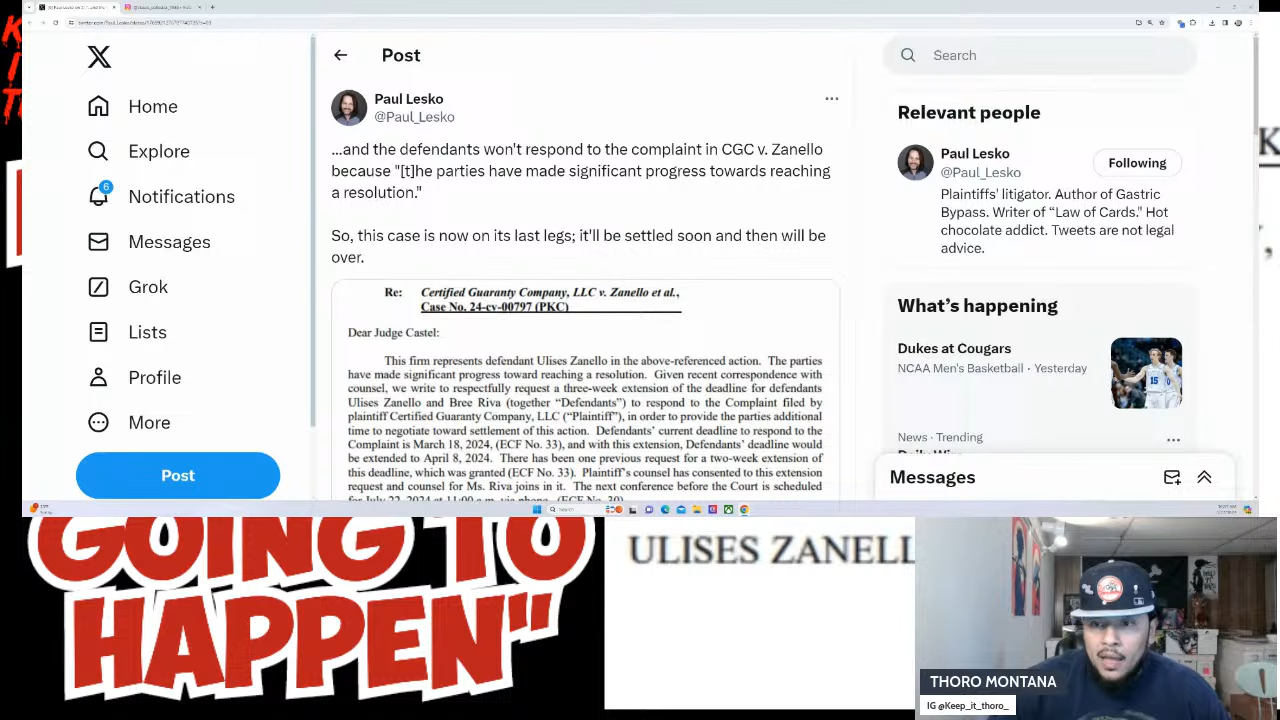 Post
Search
Home
Explore
6
Notifications
Messages
Grok
Lists
Profile
More
Post
Paul Lesko
@Paul_Lesko
...and the defendants won't respond to the complaint in CGC v. Zanello
because "[t]he parties have made significant progress towards reaching
a resolution."
So, this case is now on its last legs; it'll be settled soon and then will be
over.
Re: Certified Guaranty Company, LLC v. Zanello et al.,
Case No. 24-cv-00797 (PKC)
Dear Judge Castel:
This firm represents defendant Ulises Zanello in the above-referenced action. The parties
have made significant progress toward reaching a resolution. Given recent correspondence with
counsel, we write to respectfully request a three-week extension of the deadline for defendants
Ulises Zanello and Bree Riva (together “Defendants”) to respond to the Complaint filed by
plaintiff Certified Guaranty Company, LLC (“Plaintiff”), in order to provide the parties additional
time to negotiate toward settlement of this action. Defendants’ current deadline to respond to the
Complaint is March 18, 2024, (ECF No. 33), and with this extension, Defendants’ deadline would
be extended to April 8, 2024. There has been one previous request for a two-week extension of
this deadline, which was granted (ECF No. 33). Plaintiff’s counsel has consented to this extension
request and counsel for Ms. Riva joins in it. The next conference before the Court is scheduled
for July 22, 2024 at 11:00 a.m. via phone. (ECF No. 30)
Relevant people
Paul Lesko
@Paul_Lesko
Following
Plaintiffs' litigator. Author of Gastric
Bypass. Writer of “Law of Cards.” Hot
chocolate addict. Tweets are not legal
advice.
What’s happening
Dukes at Cougars
NCAA Men's Basketball · Yesterday
News · Trending
Messages
GOING TO
HAPPEN"
ULISES ZANELL
THORO MONTANA
IG @Keep_it_thoro_